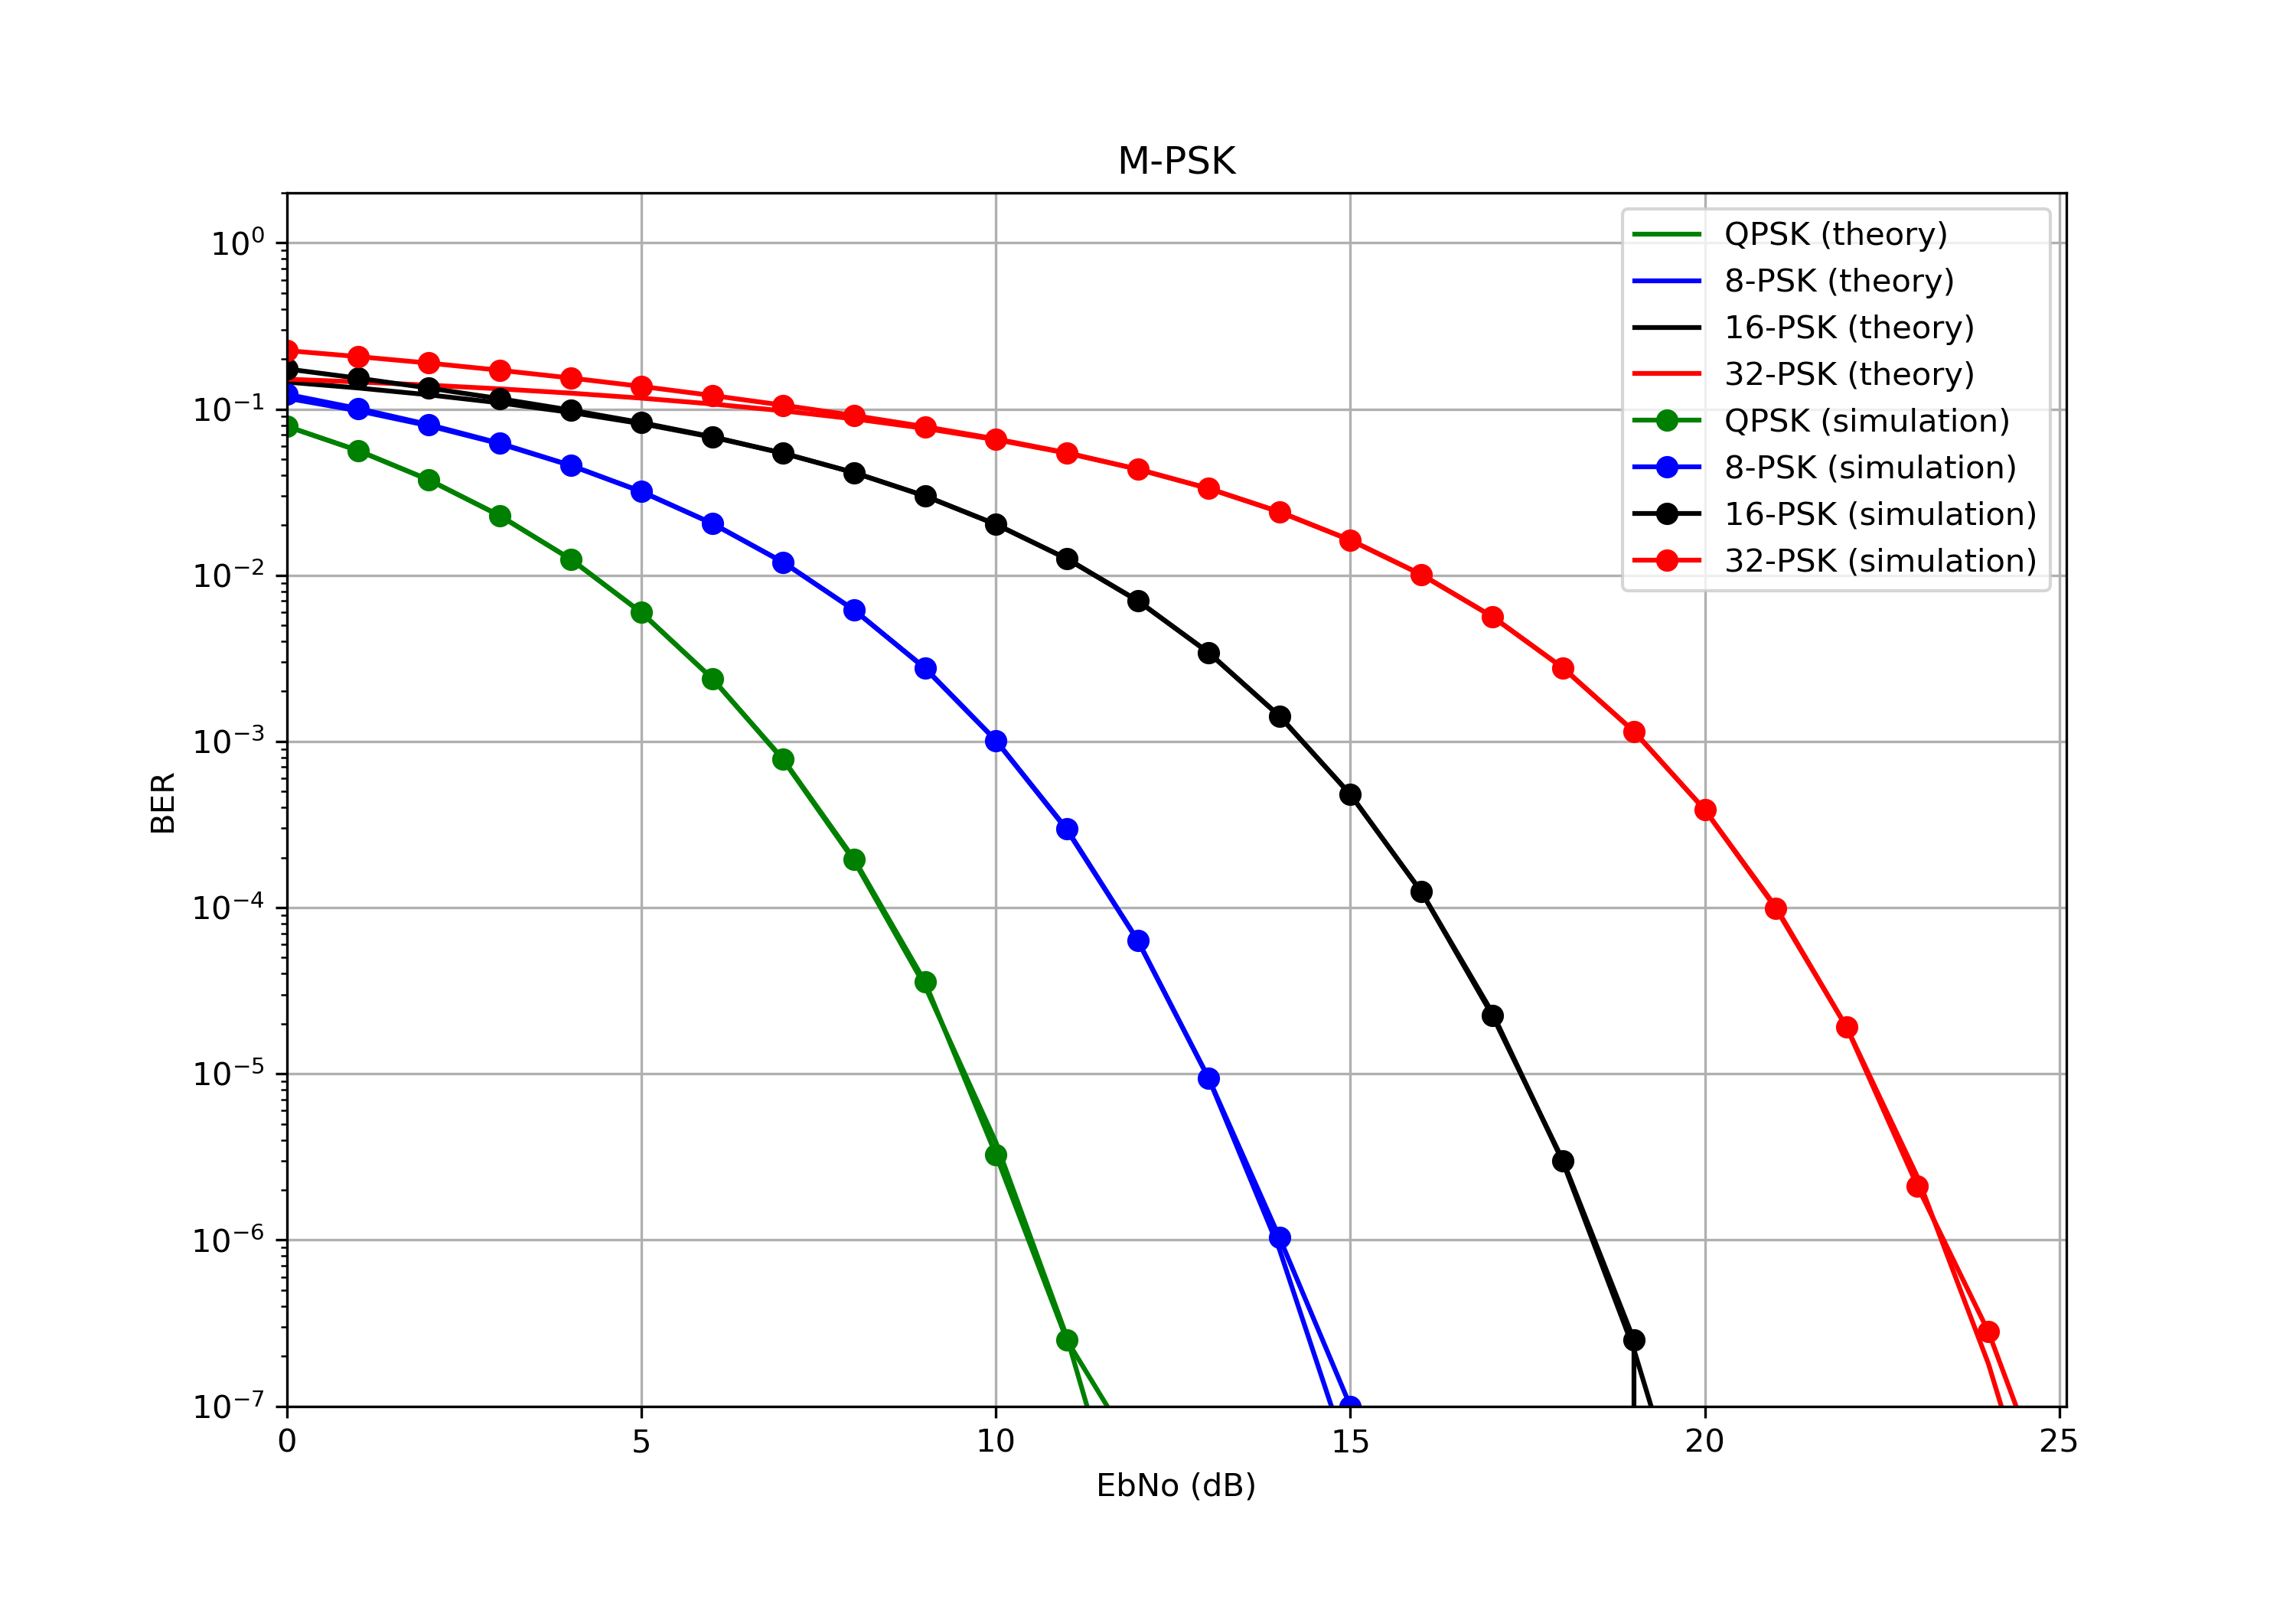 M-PSK
QPSK (theory)
8-PSK (theory)
16-PSK (theory)
32-PSK (theory)
QPSK (simulation)
8-PSK (simulation)
16-PSK (simulation)
32-PSK (simulation)
10⁰
10⁻¹
10⁻²
10⁻³
10⁻⁴
10⁻⁵
10⁻⁶
10⁻⁷
BER
0 5 10 15 20 25
EbNo (dB)